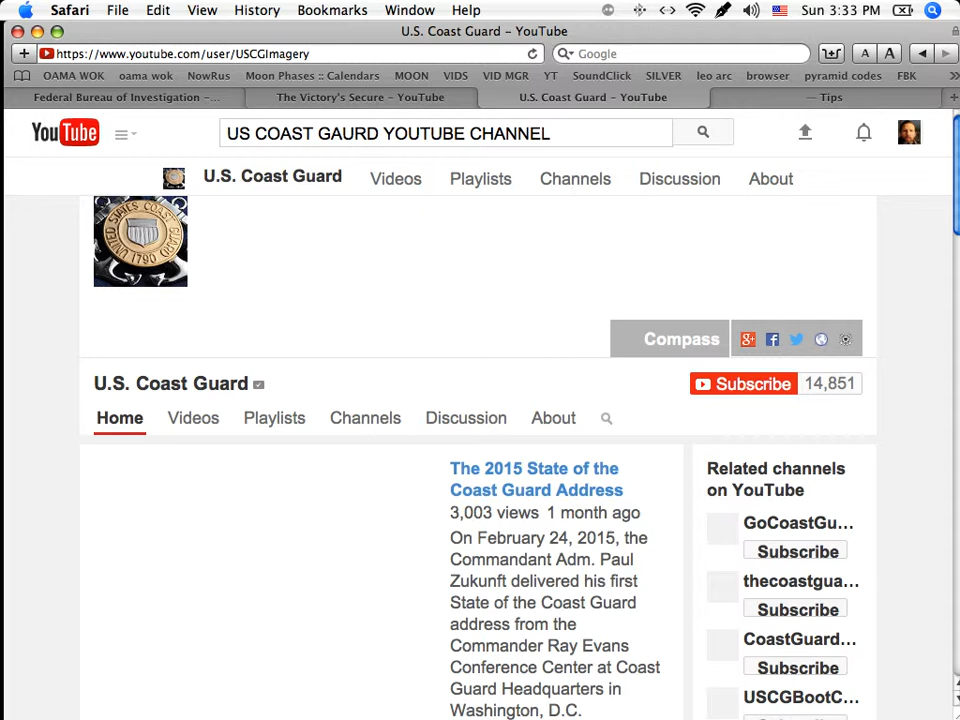 Safari File Edit View History Bookmarks Window Help Sun 3:33 PM
U.S. Coast Guard – YouTube
https://www.youtube.com/user/USCGImagery Google A A
OAMA WOK oama wok NowRus Moon Phases :: Calendars MOON VIDS VID MGR YT SoundClick SILVER leo arc browser pyramid codes FBK
Federal Bureau of Investigation –... The Victory's Secure – YouTube U.S. Coast Guard – YouTube — Tips
YouTube US COAST GAURD YOUTUBE CHANNEL
U.S. Coast Guard Videos Playlists Channels Discussion About
UNITED STATES COAST GUARD 1790
Compass
U.S. Coast Guard Subscribe 14,851
Home Videos Playlists Channels Discussion About
The 2015 State of the
Coast Guard Address
3,003 views 1 month ago
On February 24, 2015, the
Commandant Adm. Paul
Zukunft delivered his first
State of the Coast Guard
address from the
Commander Ray Evans
Conference Center at Coast
Guard Headquarters in
Washington, D.C.
Related channels
on YouTube
GoCoastGu...
Subscribe
thecoastgua...
Subscribe
CoastGuard...
Subscribe
USCGBootC...